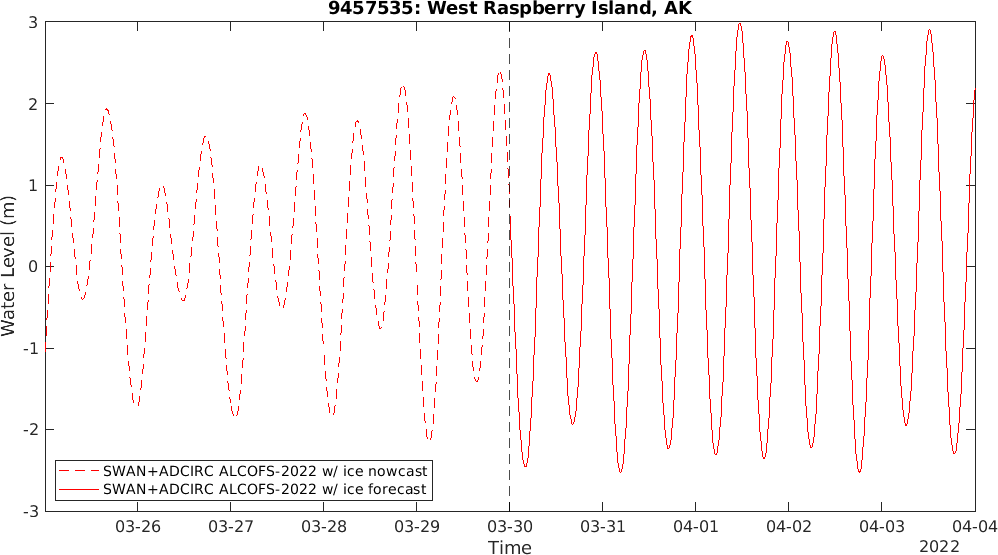 9457535: West Raspberry Island, AK
3
2
1
0
-1
-2
-3
Water Level (m)
SWAN+ADCIRC ALCOFS-2022 w/ ice nowcast
SWAN+ADCIRC ALCOFS-2022 w/ ice forecast
03-26 03-27 03-28 03-29 03-30 03-31 04-01 04-02 04-03 04-04
Time
2022